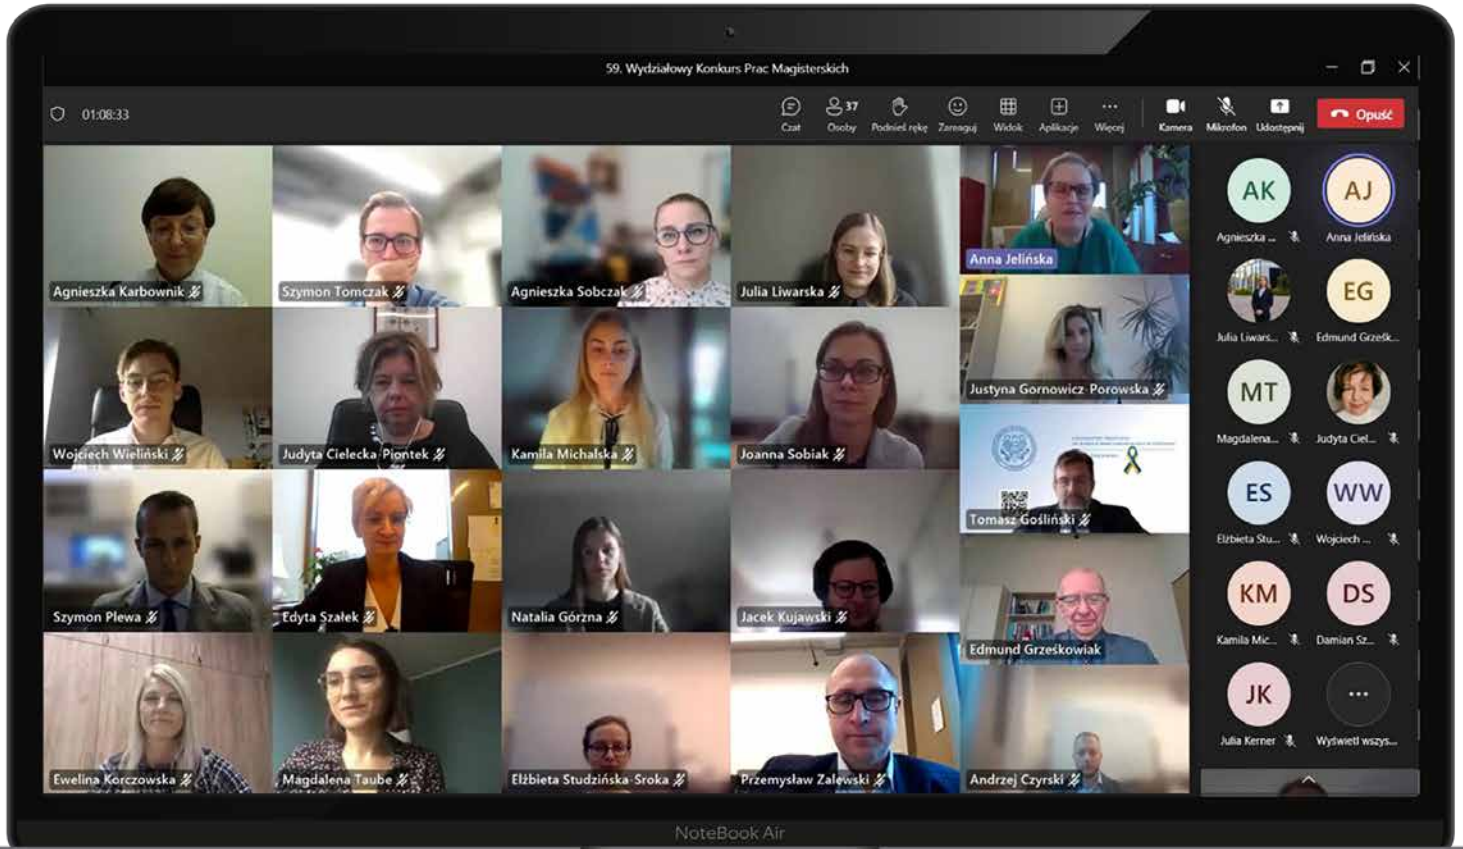 59. Wydziałowy Konkurs Prac Magisterskich
01:08:33
Czat
37
Osoby
Podnieś rękę
Zareaguj
Widok
Aplikacje
Więcej
Kamera
Mikrofon
Udostępnij
Opuść
Agnieszka Karbownik
Szymon Tomczak
Agnieszka Sobczak
Julia Liwarska
Anna Jelińska
Wojciech Wieliński
Judyta Cielecka-Piontek
Kamila Michalska
Joanna Sobiak
Justyna Gornowicz-Porowska
Tomasz Gośliński
Szymon Plewa
Edyta Szałek
Natalia Górzna
Jacek Kujawski
Edmund Grześkowiak
Ewelina Korczowska
Magdalena Taube
Elżbieta Studzińska-Sroka
Przemysław Zalewski
Andrzej Czyrski
AK
Agnieszka ...
AJ
Anna Jelińska
Julia Liwars...
EG
Edmund Grześk...
MT
Magdalena...
Judyta Ciel...
ES
Elżbieta Stu...
WW
Wojciech ...
KM
Kamila Mic...
DS
Damian Sz...
JK
Julia Kerner
Wyświetl wszys...
NoteBook Air